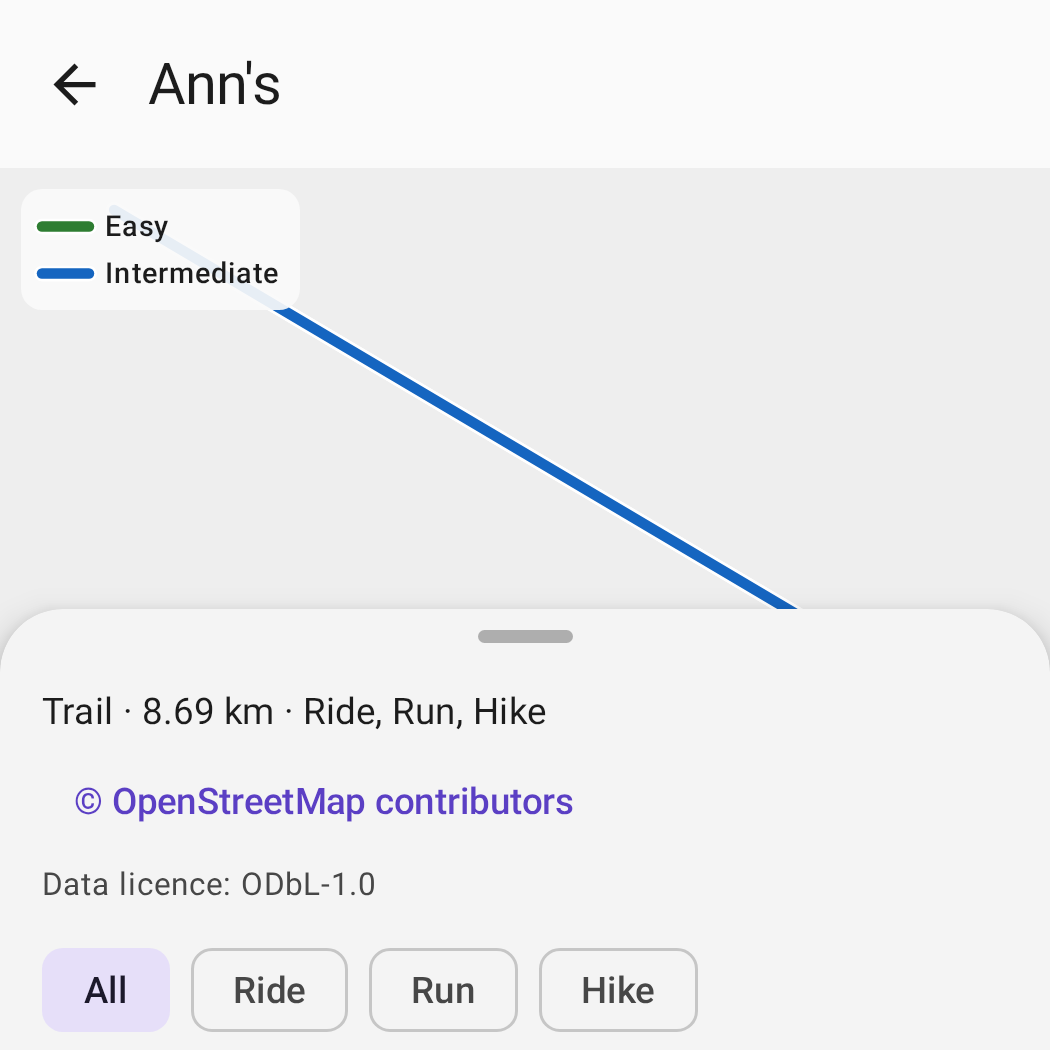 Ann's
Easy
Intermediate
Trail · 8.69 km · Ride, Run, Hike
© OpenStreetMap contributors
Data licence: ODbL-1.0
All
Ride
Run
Hike